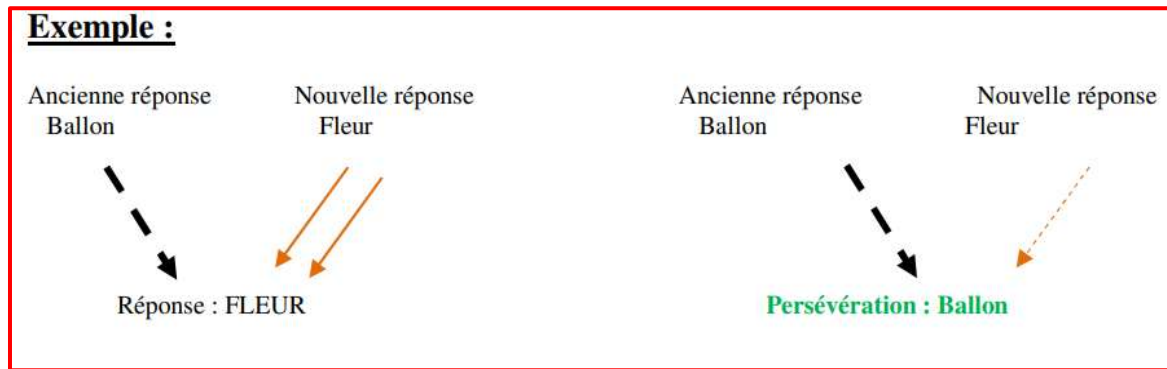 Exemple :
Ancienne réponse Nouvelle réponse Ancienne réponse Nouvelle réponse
Ballon Fleur Ballon Fleur
Réponse : FLEUR Persévération : Ballon